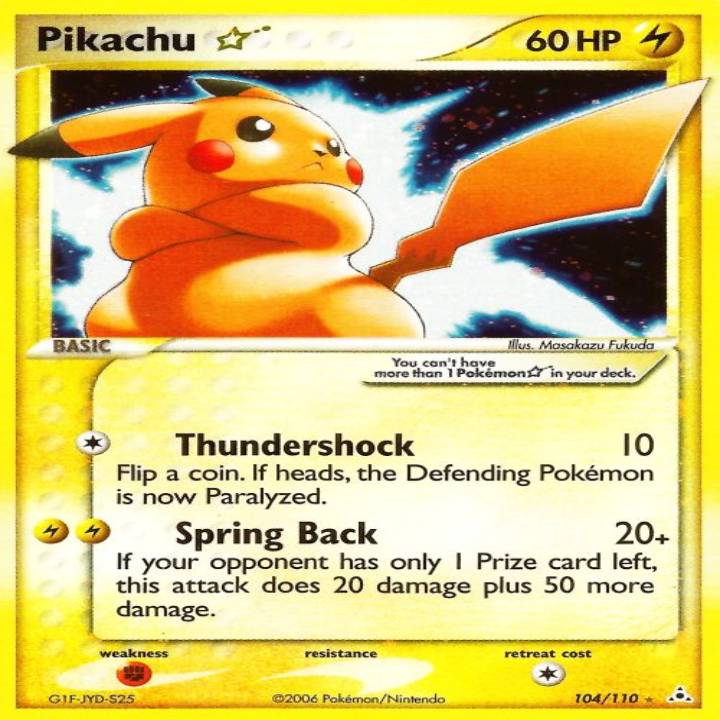 Pikachu ☆
60 HP
BASIC
Illus. Masakazu Fukuda
You can't have
more than 1 Pokémon☆ in your deck.
Thundershock 10
Flip a coin. If heads, the Defending Pokémon
is now Paralyzed.
Spring Back 20+
If your opponent has only 1 Prize card left,
this attack does 20 damage plus 50 more
damage.
weakness resistance retreat cost
G1F-JYD-S25 ©2006 Pokémon/Nintendo 104/110 ★